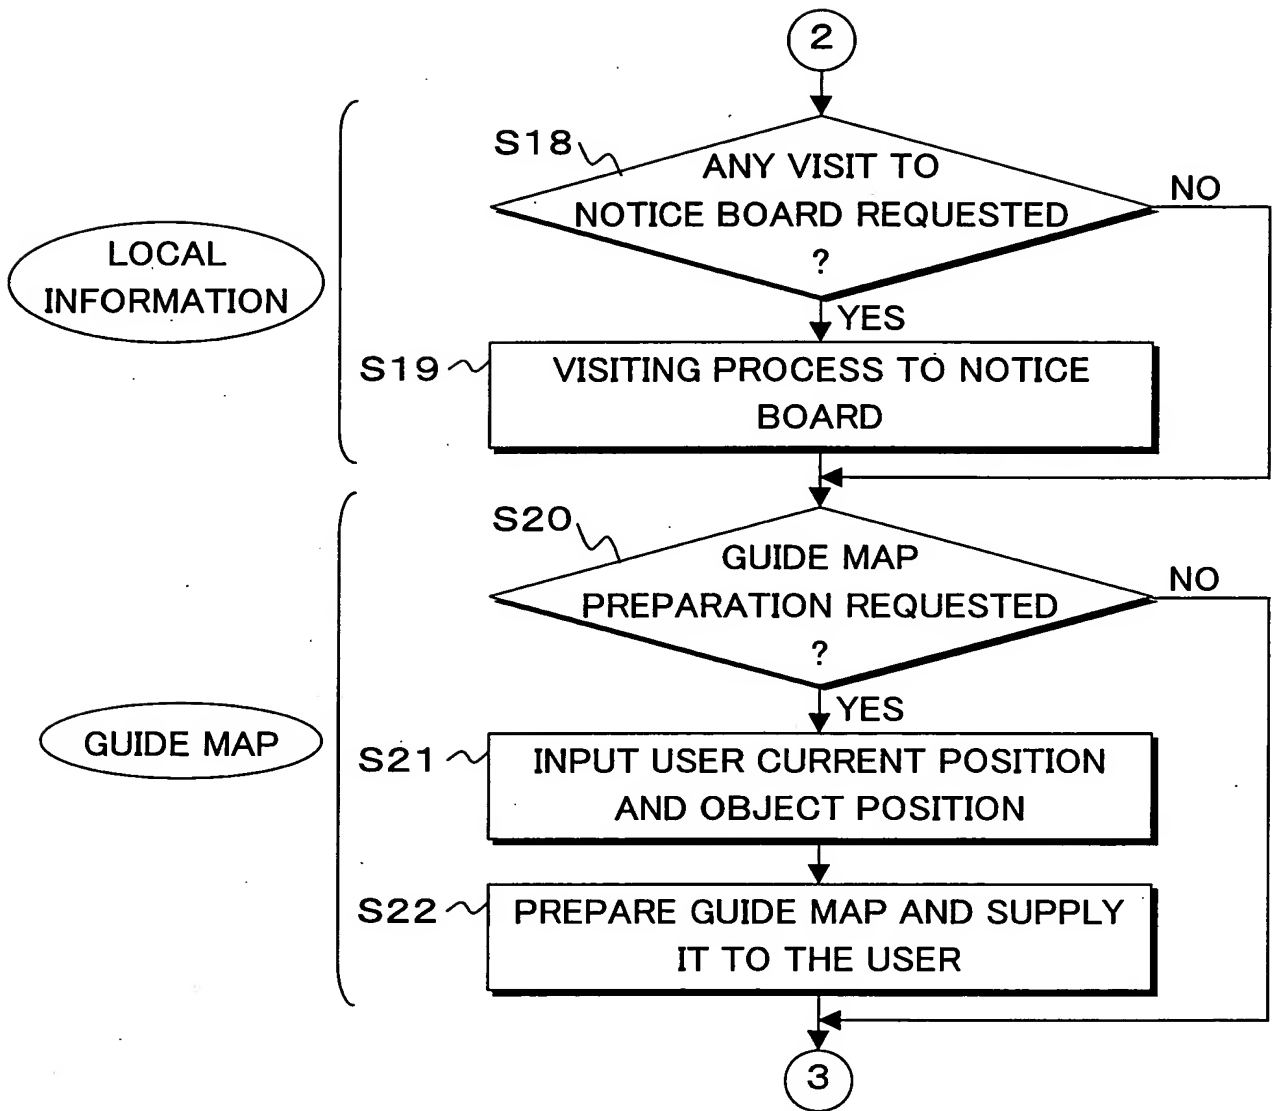 2
S18
ANY VISIT TO
NOTICE BOARD REQUESTED
?
NO
LOCAL
INFORMATION
YES
S19
VISITING PROCESS TO NOTICE
BOARD
S20
GUIDE MAP
PREPARATION REQUESTED
?
NO
YES
GUIDE MAP
S21
INPUT USER CURRENT POSITION
AND OBJECT POSITION
S22
PREPARE GUIDE MAP AND SUPPLY
IT TO THE USER
3